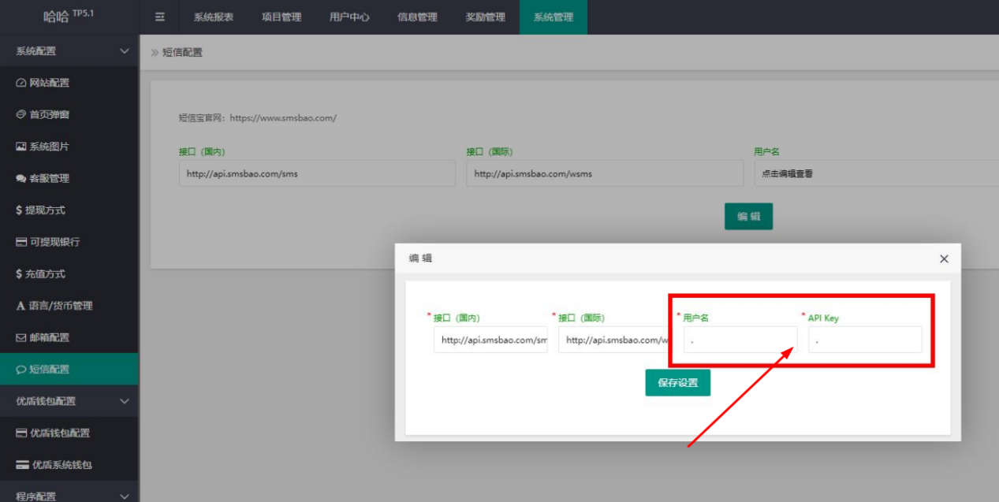 哈哈 TP5.1
系统报表 项目管理 用户中心 信息管理 奖励管理 系统管理
系统配置
短信配置
网站配置
首页弹窗
系统图片
客服管理
$ 提现方式
可提现银行
$ 充值方式
A 语言/货币管理
邮箱配置
短信配置
优盾钱包配置
优盾钱包配置
优盾系统钱包
程序配置
短信宝官网：https://www.smsbao.com/
接口（国内） 接口（国际） 用户名
http://api.smsbao.com/sms http://api.smsbao.com/wsms 点击编辑查看
编 辑
编 辑
* 接口（国内） * 接口（国际） * 用户名 * API Key
http://api.smsbao.com/sm http://api.smsbao.com/w . .
保存设置